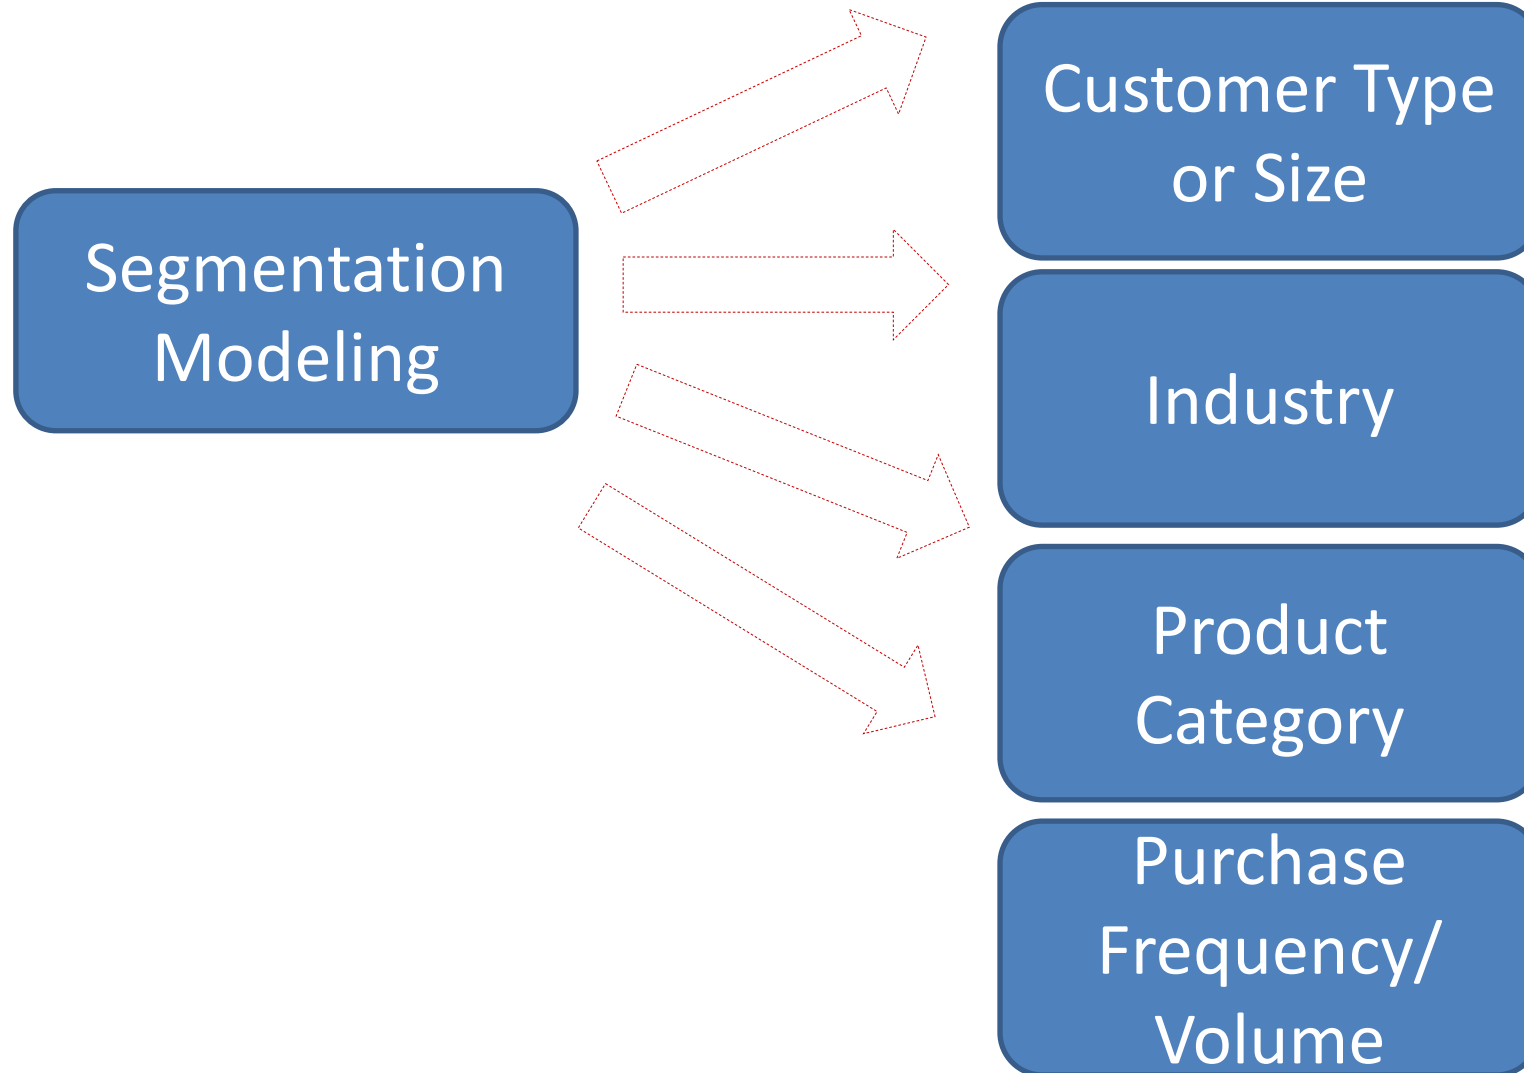 Segmentation
Modeling
Customer Type
or Size
Industry
Product
Category
Purchase
Frequency/
Volume